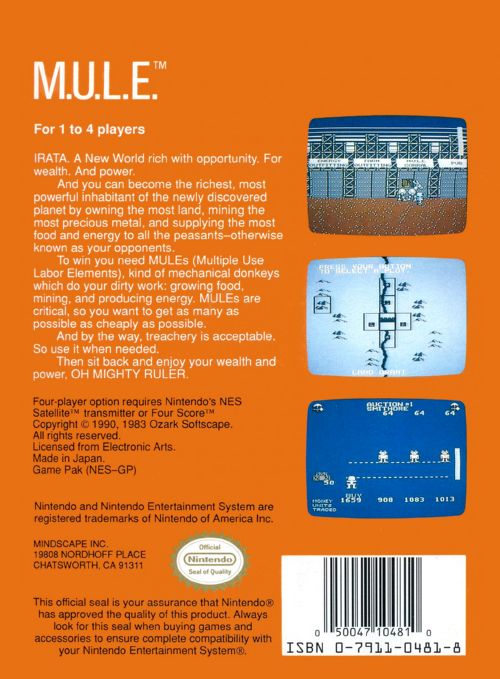 M.U.L.E.™
For 1 to 4 players
IRATA. A New World rich with opportunity. For
wealth. And power.
And you can become the richest, most
powerful inhabitant of the newly discovered
planet by owning the most land, mining the
most precious metal, and supplying the most
food and energy to all the peasants–otherwise
known as your opponents.
To win you need MULEs (Multiple Use
Labor Elements), kind of mechanical donkeys
which do your dirty work: growing food,
mining, and producing energy. MULEs are
critical, so you want to get as many as
possible as cheaply as possible.
And by the way, treachery is acceptable.
So use it when needed.
Then sit back and enjoy your wealth and
power, OH MIGHTY RULER.
Four-player option requires Nintendo's NES
Satellite™ transmitter or Four Score™
Copyright © 1990, 1983 Ozark Softscape.
All rights reserved.
Licensed from Electronic Arts.
Made in Japan.
Game Pak (NES–GP)
Nintendo and Nintendo Entertainment System are
registered trademarks of Nintendo of America Inc.
MINDSCAPE INC.
19808 NORDHOFF PLACE
CHATSWORTH, CA 91311
Official
Nintendo
Seal of Quality
This official seal is your assurance that Nintendo®
has approved the quality of this product. Always
look for this seal when buying games and
accessories to ensure complete compatibility with
your Nintendo Entertainment System®.
ENERGY
OUTFITTING
FARM
OUTFITTING
MULE
CORRAL
PUB
PRESS YOUR BUTTON
TO SELECT A PLOT.
LAND GRANT
AUCTION #1
SMITHORE
64 64 64
50
BUY
MONEY 1659 908 1083 1013
UNITS
TRADED
0 50047 10481 0
ISBN 0-7911-0481-8